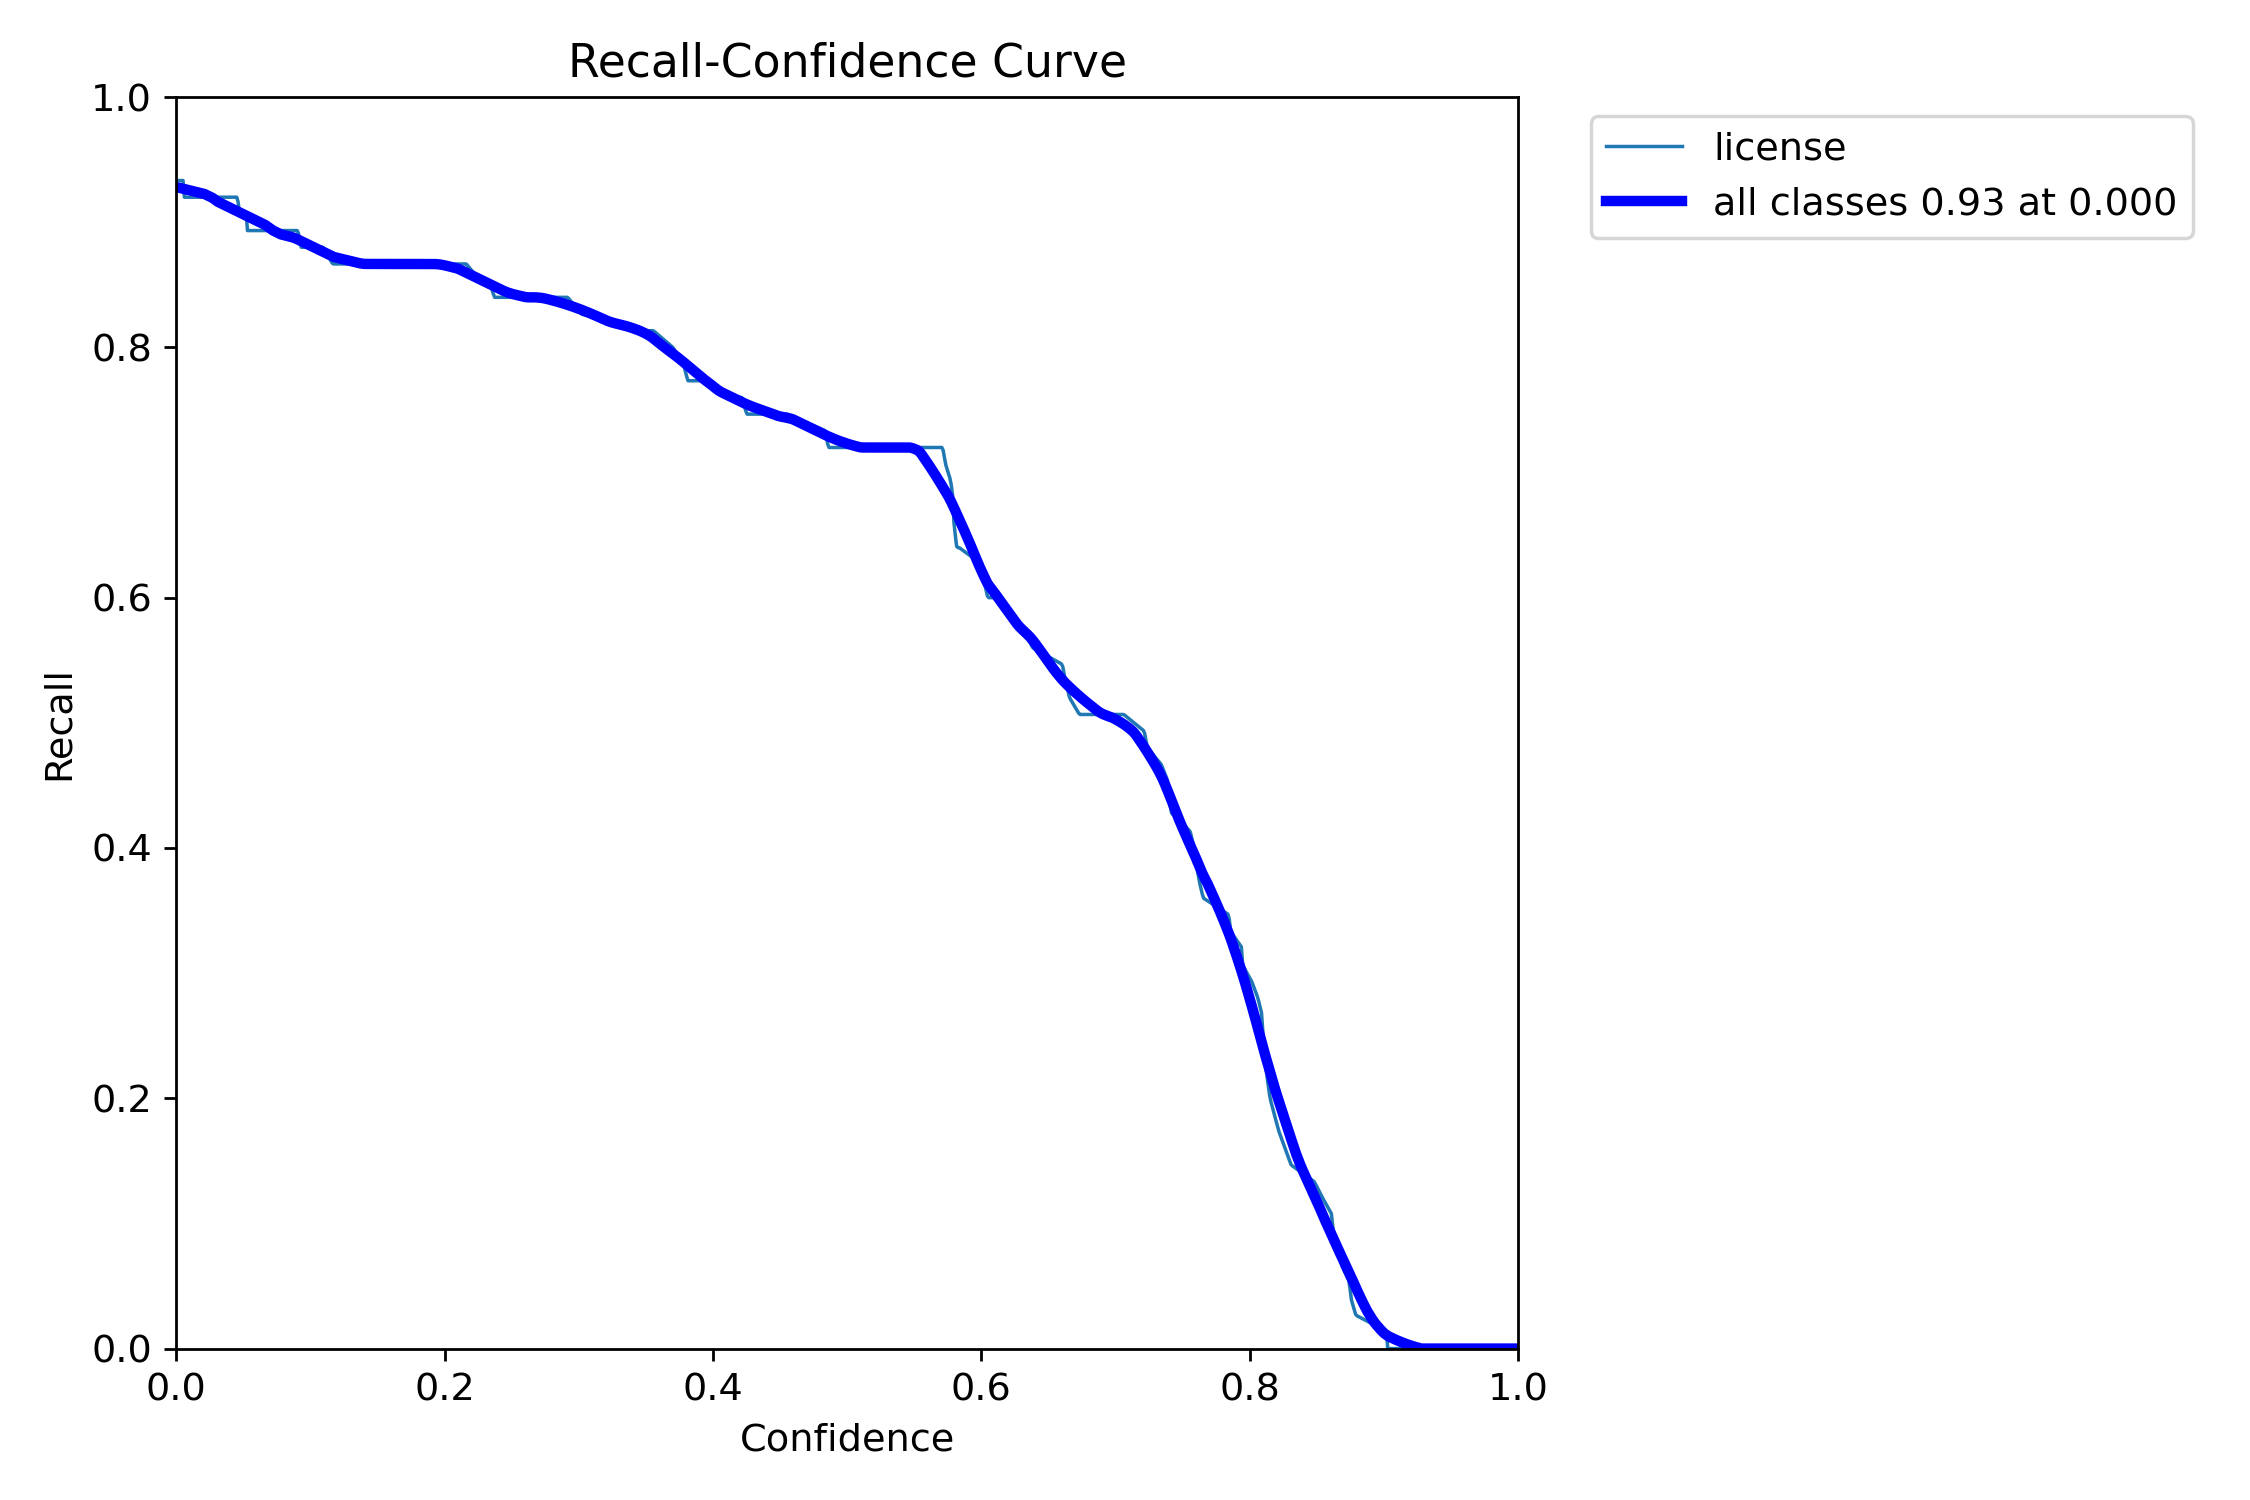 Recall-Confidence Curve
license
all classes 0.93 at 0.000
1.0
0.8
0.6
0.4
0.2
0.0
Recall
0.0 0.2 0.4 0.6 0.8 1.0
Confidence